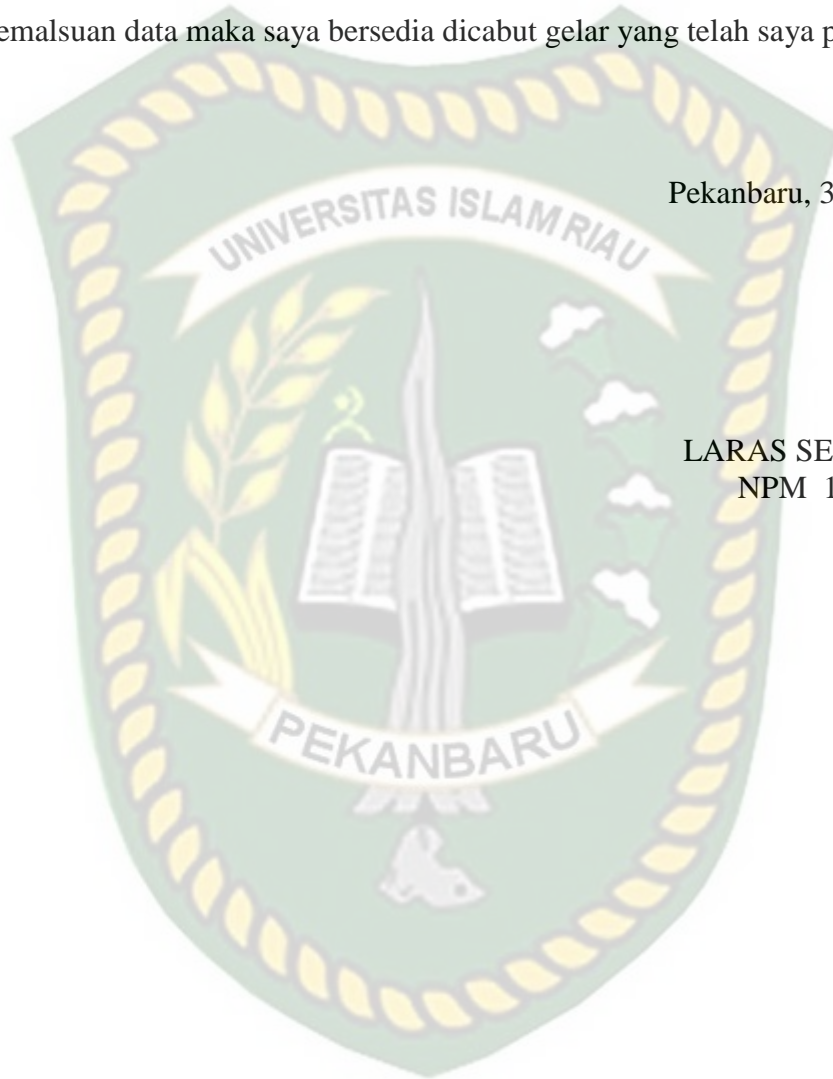 emalsuan data maka saya bersedia dicabut gelar yang telah saya p
Pekanbaru, 3
UNIVERSITAS ISLAM RIAU
LARAS SE
NPM 1
PEKANBARU